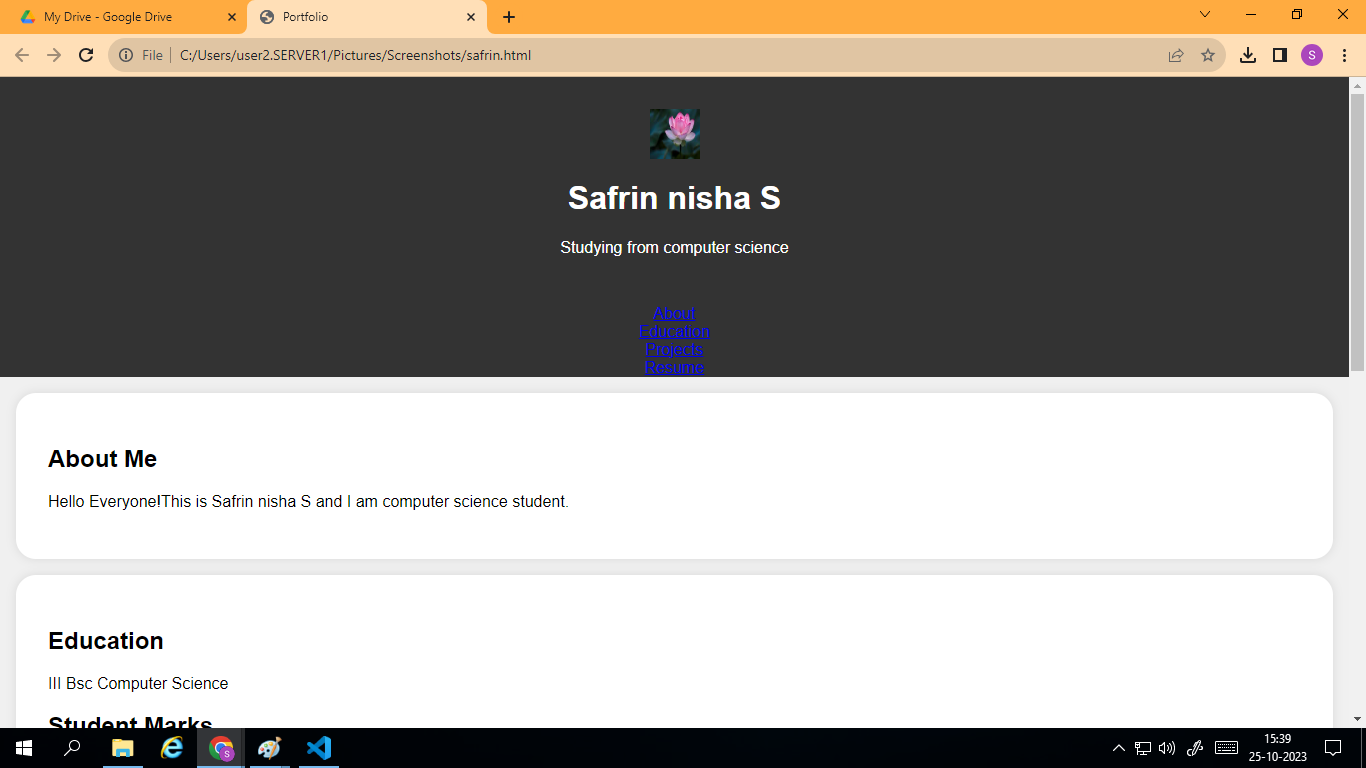 My Drive - Google Drive
Portfolio
File
C:/Users/user2.SERVER1/Pictures/Screenshots/safrin.html
S
Safrin nisha S
Studying from computer science
About
Education
Projects
Resume
About Me
Hello Everyone!This is Safrin nisha S and I am computer science student.
Education
III Bsc Computer Science
Student Marks
S
15:39
25-10-2023